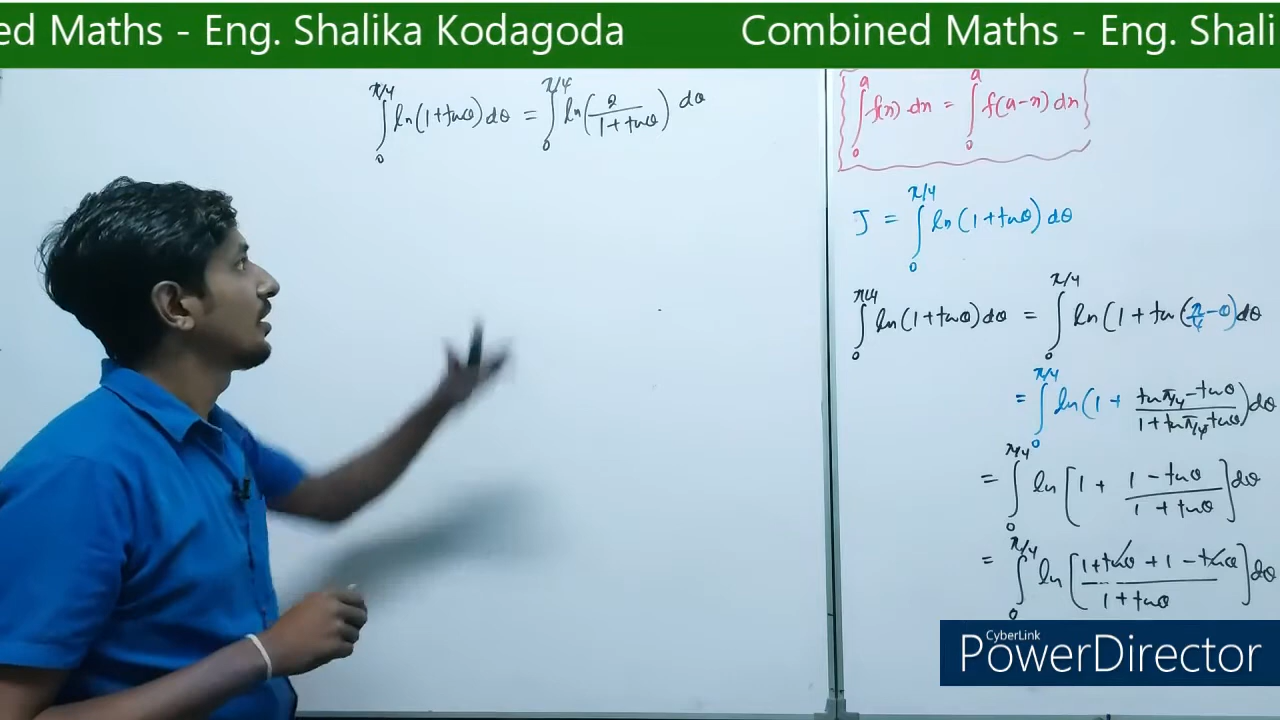 ed Maths - Eng. Shalika Kodagoda Combined Maths - Eng. Shali
∫₀^π/4 ln(1+tanθ)dθ = ∫₀^π/4 ln(2/(1+tanθ)) dθ
∫₀^a f(x) dx = ∫₀^a f(a-x) dx
J = ∫₀^π/4 ln(1+tanθ) dθ
∫₀^π/4 ln(1+tanθ)dθ = ∫₀^π/4 ln(1+tan(π/4-θ)dθ
= ∫₀^π/4 ln(1+ (tanπ/4-tanθ)/(1+tanπ/4tanθ))dθ
= ∫₀^π/4 ln[1+ (1-tanθ)/(1+tanθ)]dθ
= ∫₀^π/4 ln[(1+tanθ+1-tanθ)/(1+tanθ)]dθ
CyberLink
PowerDirector